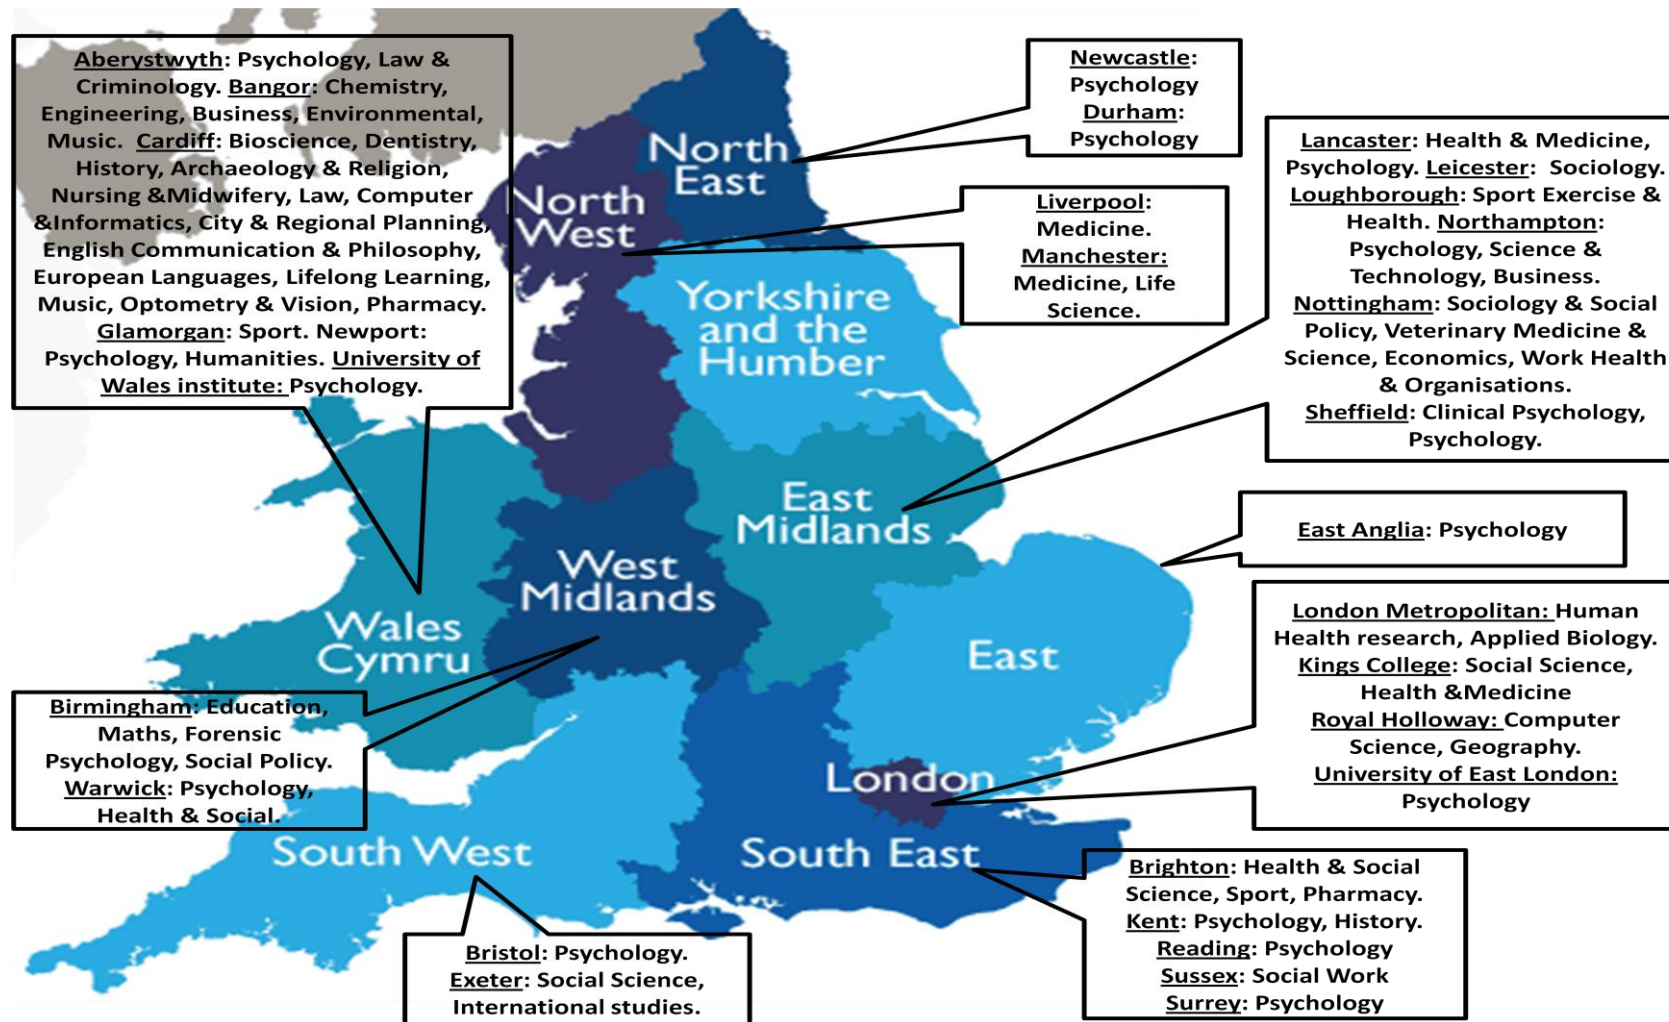 Aberystwyth: Psychology, Law &
Criminology. Bangor: Chemistry,
Engineering, Business, Environmental,
Music. Cardiff: Bioscience, Dentistry,
History, Archaeology & Religion,
Nursing &Midwifery, Law, Computer
&Informatics, City & Regional Planning,
English Communication & Philosophy,
European Languages, Lifelong Learning,
Music, Optometry & Vision, Pharmacy.
Glamorgan: Sport. Newport:
Psychology, Humanities. University of
Wales institute: Psychology.
Newcastle:
Psychology
Durham:
Psychology
North
East
North
West
Liverpool:
Medicine.
Manchester:
Medicine, Life
Science.
Lancaster: Health & Medicine,
Psychology. Leicester: Sociology.
Loughborough: Sport Exercise &
Health. Northampton:
Psychology, Science &
Technology, Business.
Nottingham: Sociology & Social
Policy, Veterinary Medicine &
Science, Economics, Work Health
& Organisations.
Sheffield: Clinical Psychology,
Psychology.
Yorkshire
and the
Humber
East
Midlands
West
Midlands
Wales
Cymru
East
East Anglia: Psychology
London Metropolitan: Human
Health research, Applied Biology.
Kings College: Social Science,
Health &Medicine
Royal Holloway: Computer
Science, Geography.
University of East London:
Psychology
Birmingham: Education,
Maths, Forensic
Psychology, Social Policy.
Warwick: Psychology,
Health & Social.
London
South West
South East
Brighton: Health & Social
Science, Sport, Pharmacy.
Kent: Psychology, History.
Reading: Psychology
Sussex: Social Work
Surrey: Psychology
Bristol: Psychology.
Exeter: Social Science,
International studies.